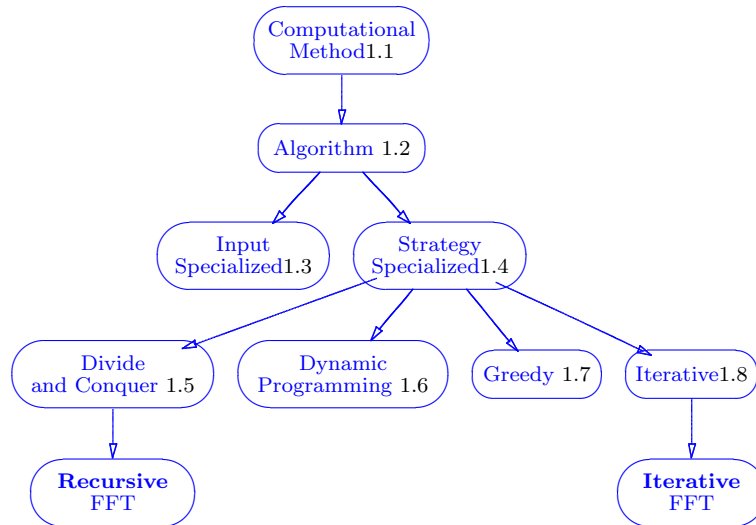 Computational
Method1.1
Algorithm 1.2
Input
Specialized1.3
Strategy
Specialized1.4
Divide
and Conquer 1.5
Dynamic
Programming 1.6
Greedy 1.7
Iterative1.8
Recursive
FFT
Iterative
FFT